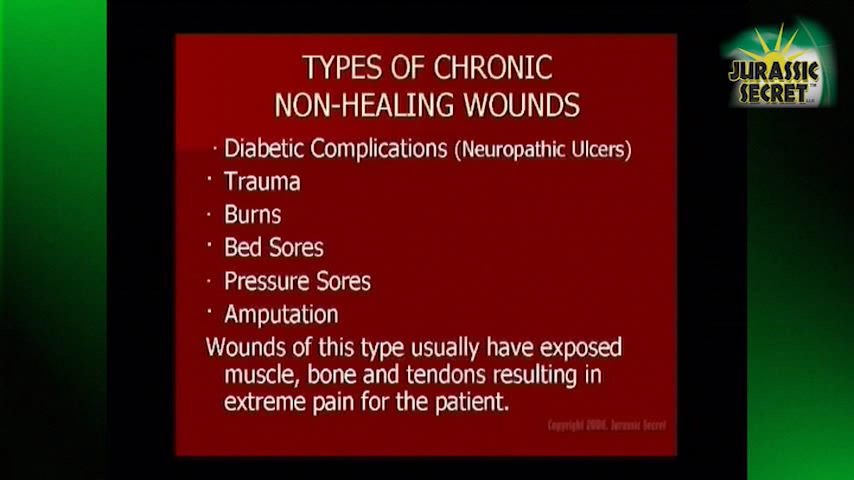 TYPES OF CHRONIC
NON-HEALING WOUNDS
· Diabetic Complications (Neuropathic Ulcers)
· Trauma
· Burns
· Bed Sores
· Pressure Sores
· Amputation
Wounds of this type usually have exposed
muscle, bone and tendons resulting in
extreme pain for the patient.
Copyright 2006. Jurassic Secret
JURASSIC
SECRET™